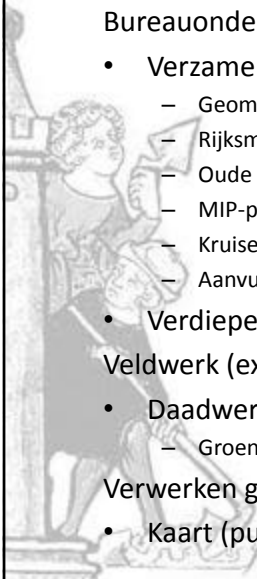 Bureauonde
• Verzame
– Geom
– Rijksm
– Oude
– MIP-p
– Kruise
– Aanvu
• Verdiepe
Veldwerk (ex
• Daadwer
– Groen
Verwerken g
• Kaart (pu